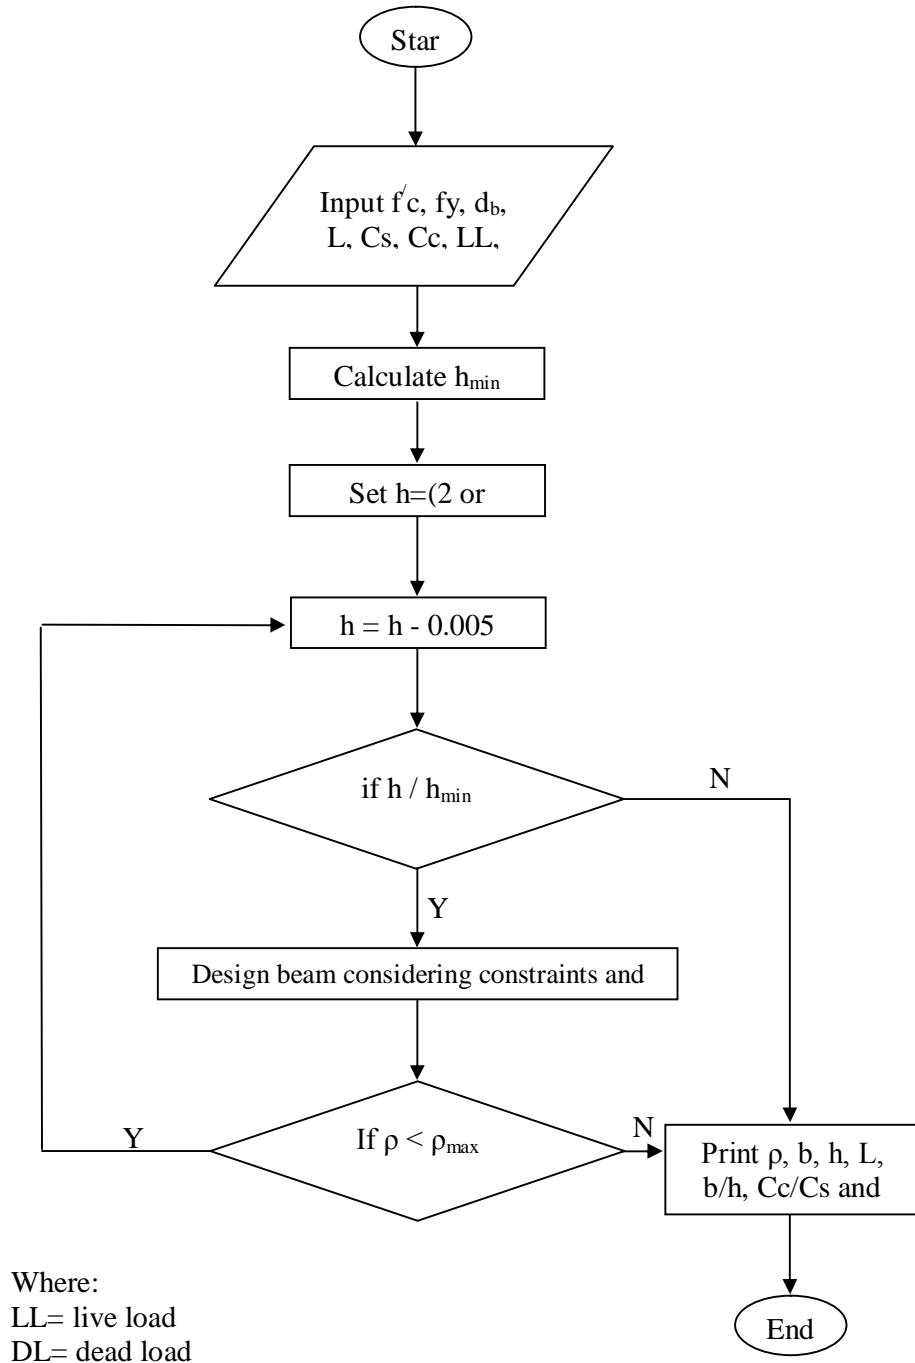 Star
Input f'c, fy, db,
L, Cs, Cc, LL,
Calculate hmin
Set h=(2 or
h = h - 0.005
if h / hmin
N
Y
Design beam considering constraints and
If ρ < ρmax
Y
N
Print ρ, b, h, L,
b/h, Cc/Cs and
End
Where:
LL= live load
DL= dead load